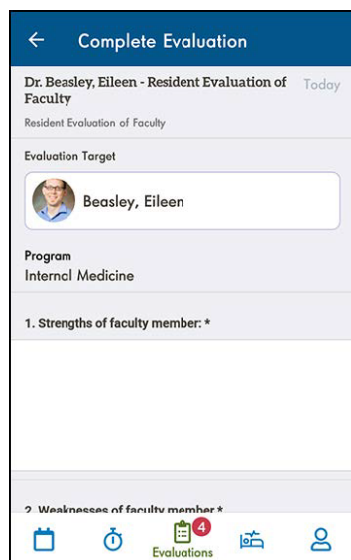 Complete Evaluation
Dr. Beasley, Eileen - Resident Evaluation of Today
Faculty
Resident Evaluation of Faculty
Evaluation Target
Beasley, Eileen
Program
Internal Medicine
1. Strengths of faculty member: *
2. Weaknesses of faculty member *
4
Evaluations